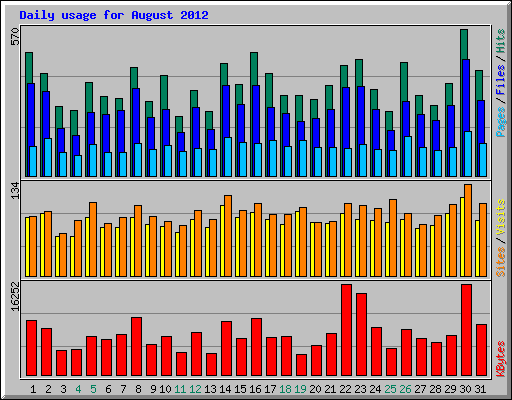 Daily usage for August 2012
570
Pages / Files / Hits
134
Sites / Visits
16252
KBytes
1 2 3 4 5 6 7 8 9 10 11 12 13 14 15 16 17 18 19 20 21 22 23 24 25 26 27 28 29 30 31